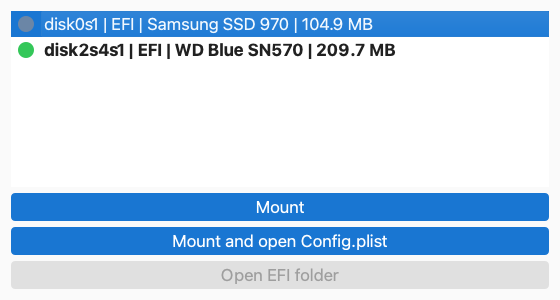 disk0s1 | EFI | Samsung SSD 970 | 104.9 MB
disk2s4s1 | EFI | WD Blue SN570 | 209.7 MB
Mount
Mount and open Config.plist
Open EFI folder